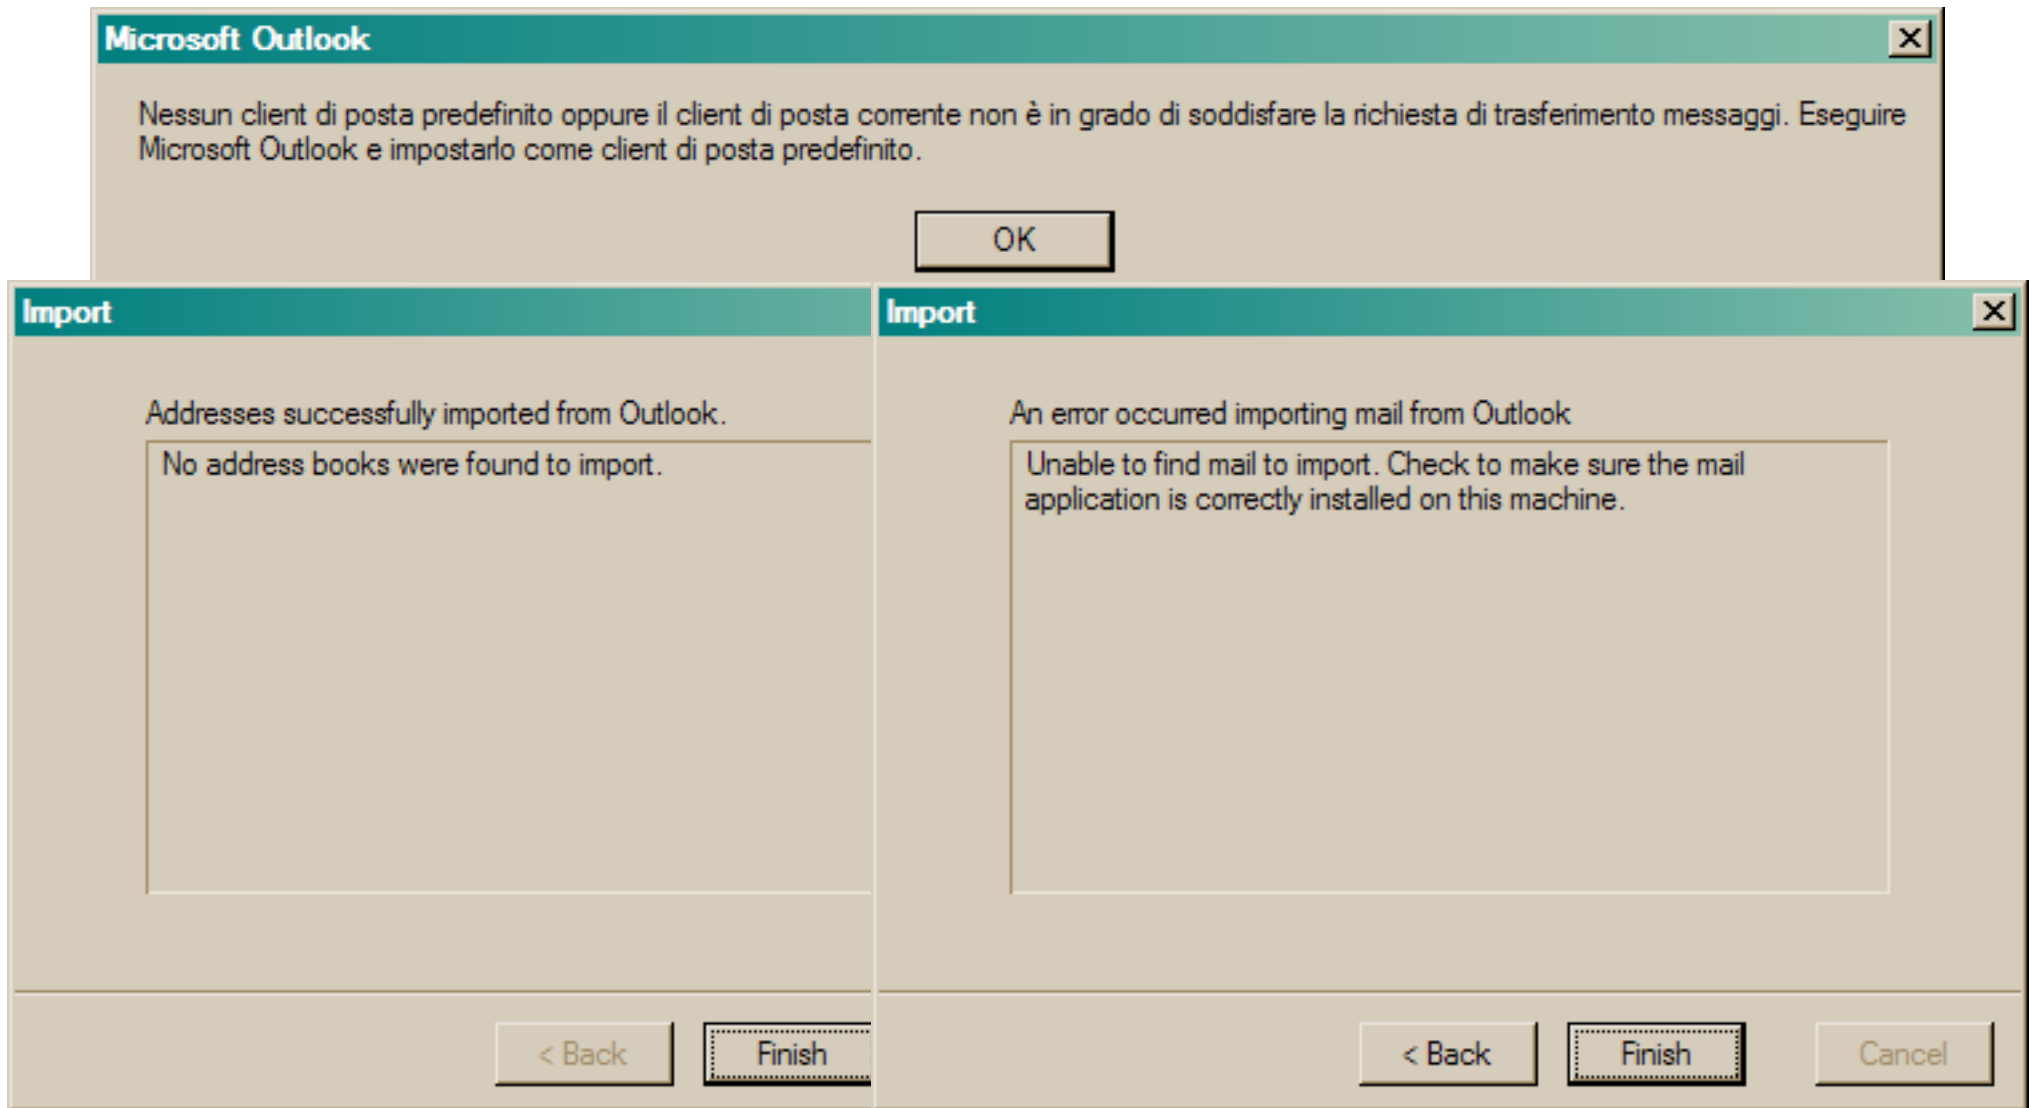 Microsoft Outlook
Nessun client di posta predefinito oppure il client di posta corrente non è in grado di soddisfare la richiesta di trasferimento messaggi. Eseguire
Microsoft Outlook e impostarlo come client di posta predefinito.
OK
Import
Addresses successfully imported from Outlook.
No address books were found to import.
< Back
Finish
Import
An error occurred importing mail from Outlook
Unable to find mail to import. Check to make sure the mail
application is correctly installed on this machine.
< Back
Finish
Cancel